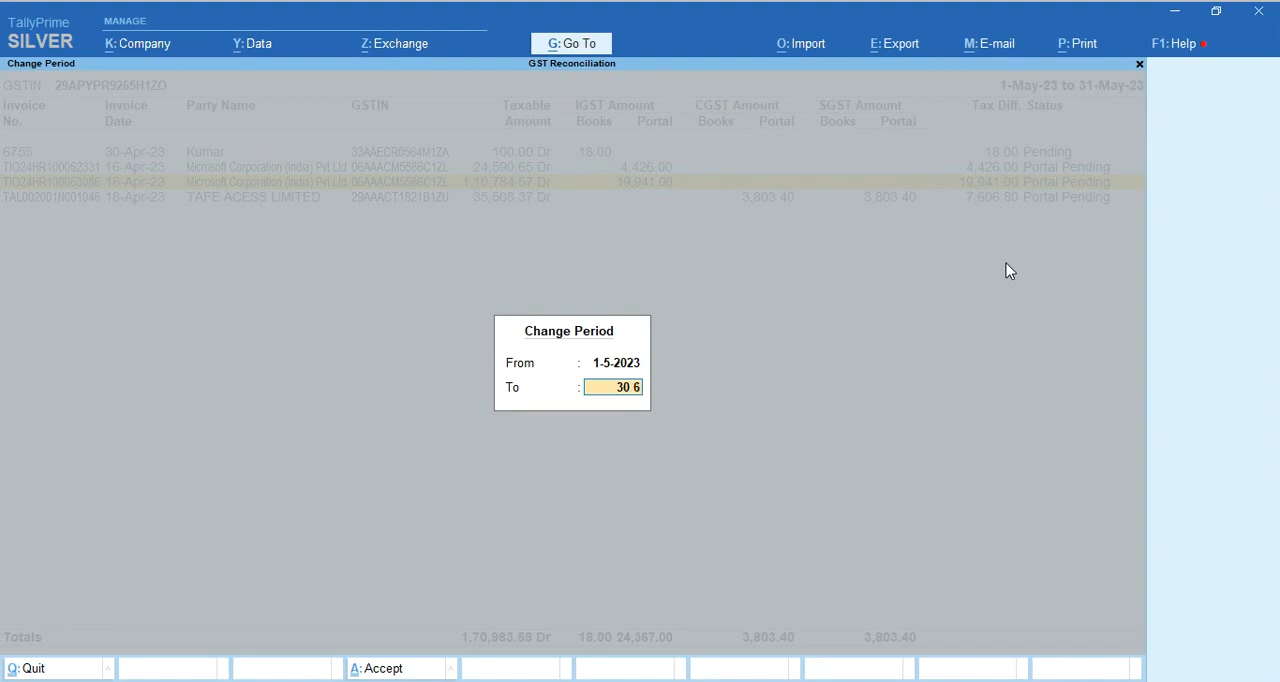 TallyPrime MANAGE
SILVER K: Company Y: Data Z: Exchange G: Go To O: Import E: Export M: E-mail P: Print F1: Help
Change Period GST Reconciliation
GSTIN 29APYPR9265H1ZO 1-May-23 to 31-May-23
Invoice Invoice Party Name GSTIN Taxable IGST Amount CGST Amount SGST Amount Tax Diff. Status
No. Date Amount Books Portal Books Portal Books Portal
6755 30-Apr-23 Kumar 33AAECR0564M1ZA 100.00 Dr 18.00 18.00 Pending
TIO24HR100062331 16-Apr-23 Microsoft Corporation (india) Pvt Ltd 06AAACM5586C1ZL 24,590.65 Dr 4,426.00 4,426.00 Portal Pending
TIO24HR100063086 16-Apr-23 Microsoft Corporation (india) Pvt Ltd 06AAACM5586C1ZL 1,10,784.57 Dr 19,941.00 19,941.00 Portal Pending
TAL002001N001046 18-Apr-23 TAFE ACESS LIMITED 29AAACT1821B1ZU 35,508.37 Dr 3,803.40 3,803.40 7,606.80 Portal Pending
Change Period
From : 1-5-2023
To : 30 6
Totals 1,70,983.59 Dr 18.00 24,367.00 3,803.40 3,803.40
Q: Quit A: Accept